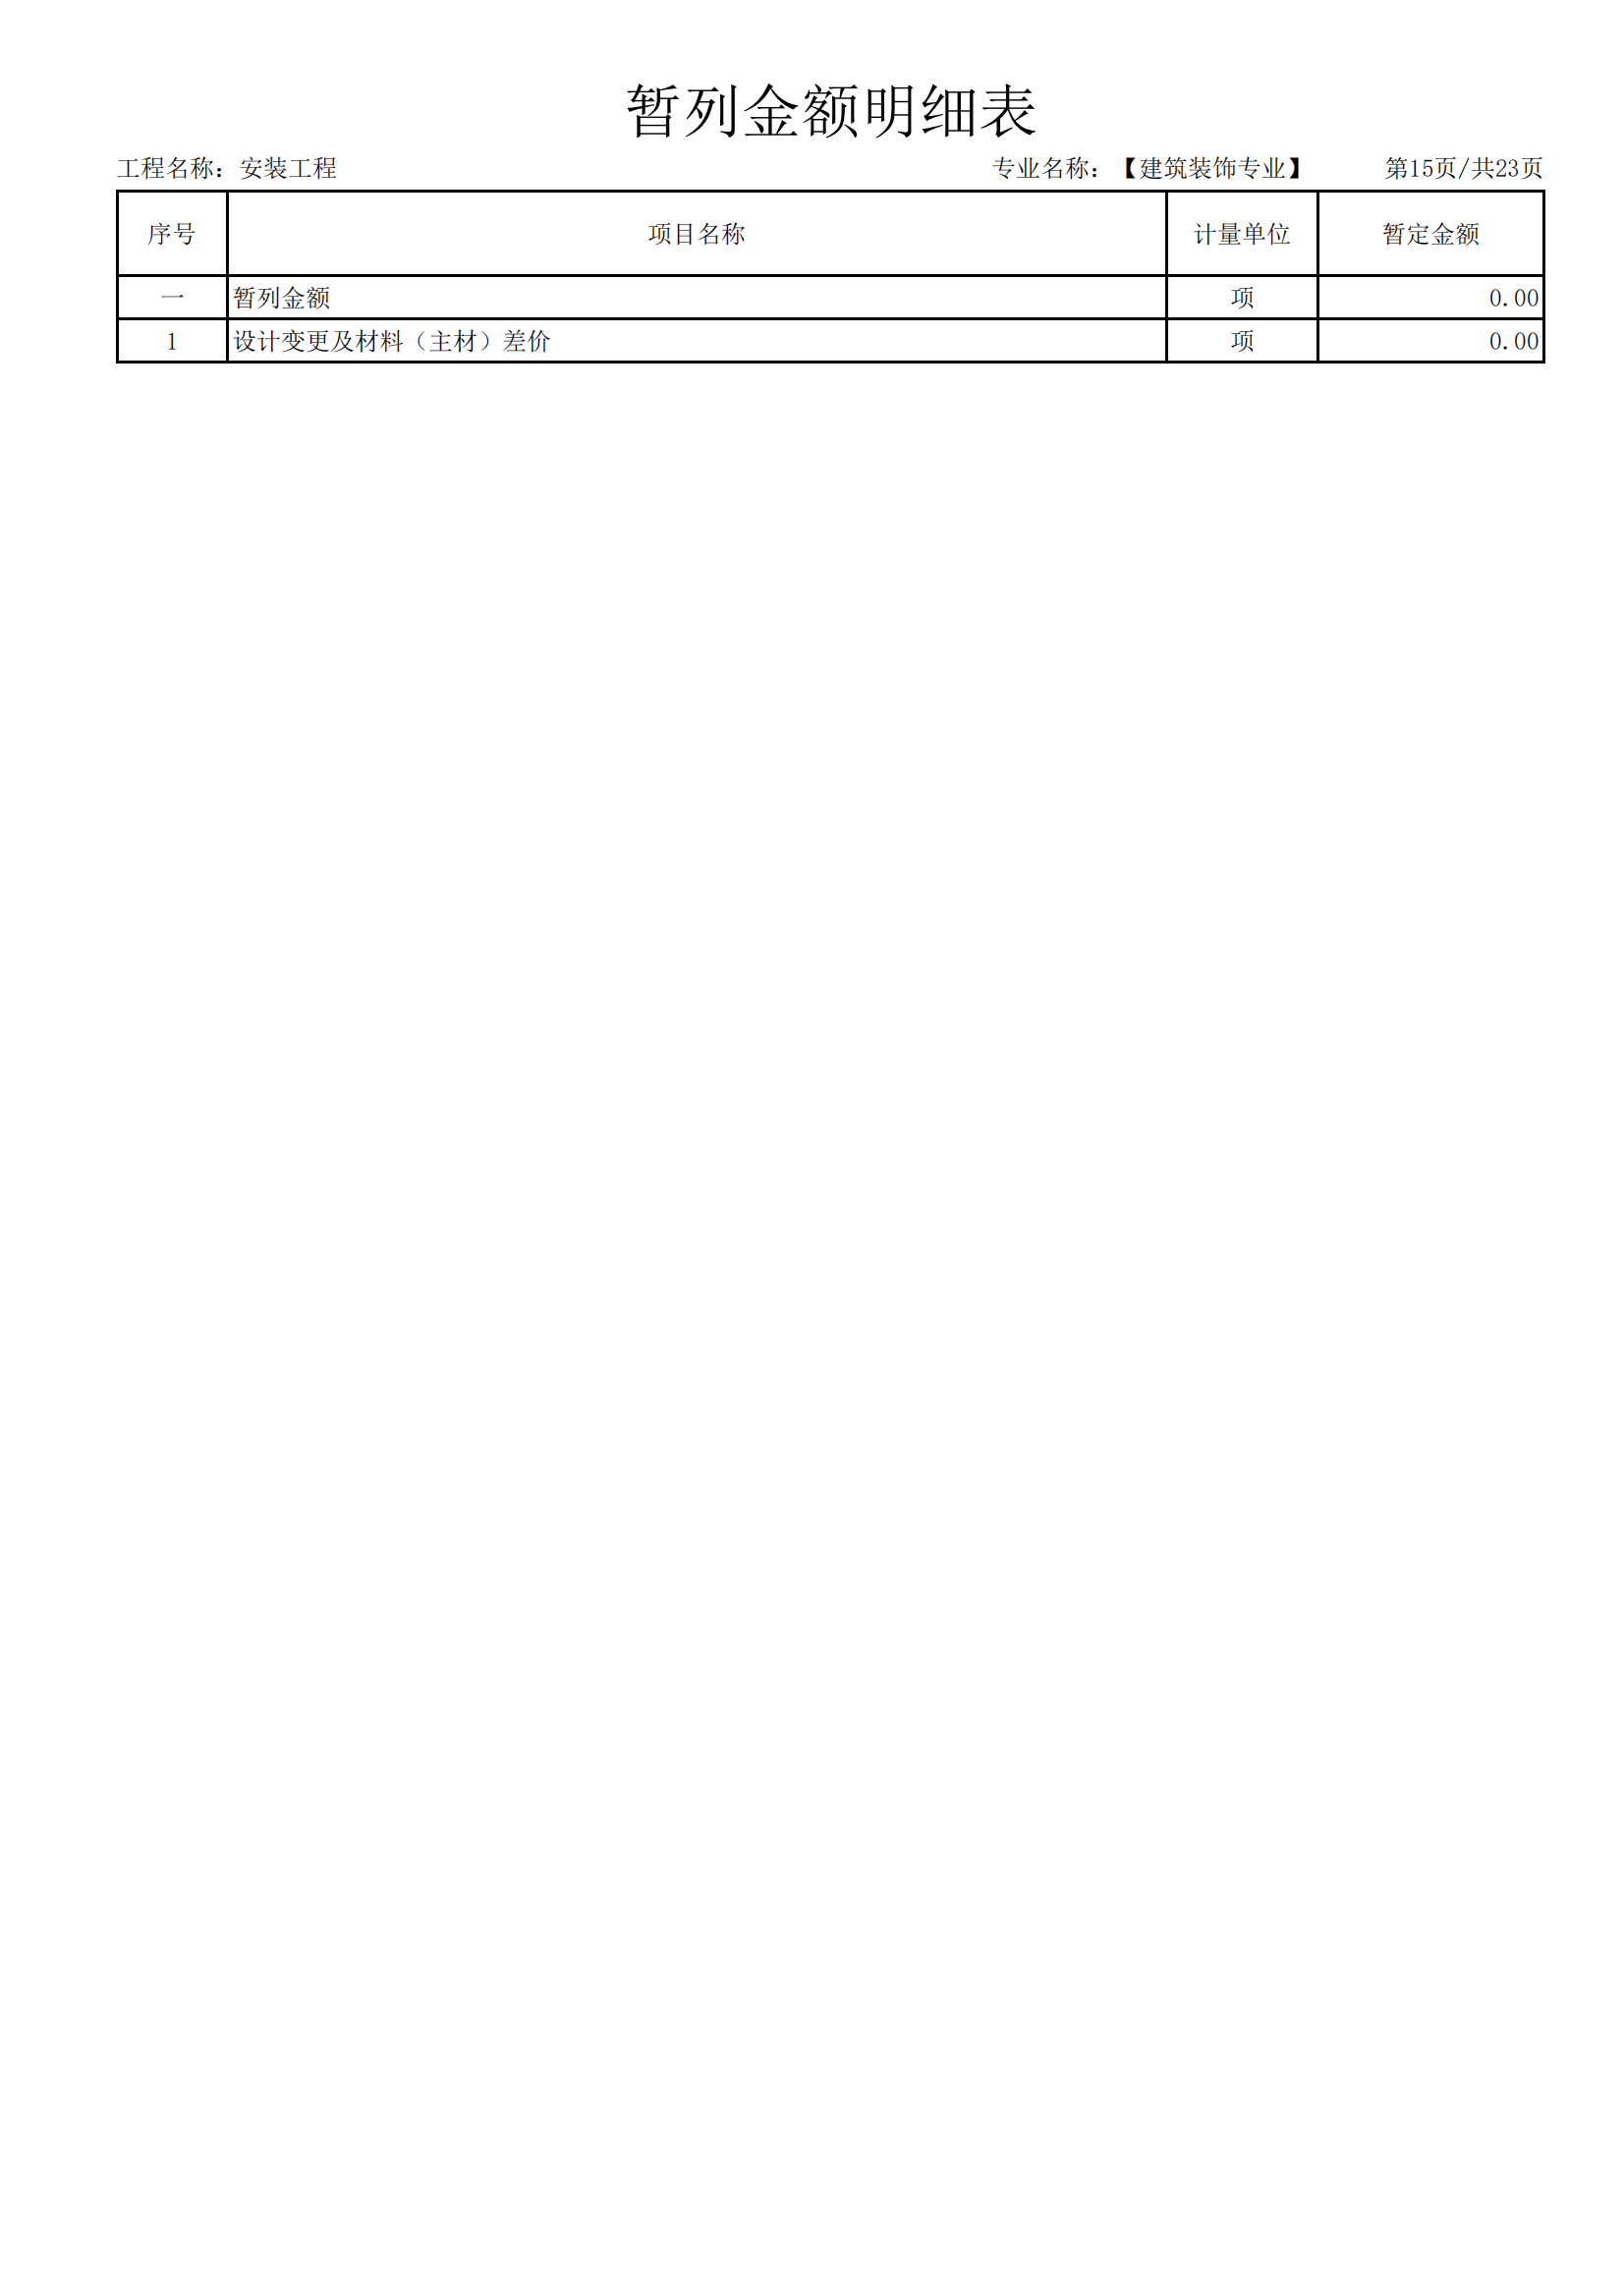 暂列金额明细表
工程名称：安装工程 专业名称：【建筑装饰专业】 第15页/共23页
序号 项目名称 计量单位 暂定金额
一 暂列金额 项 0.00
1 设计变更及材料（主材）差价 项 0.00